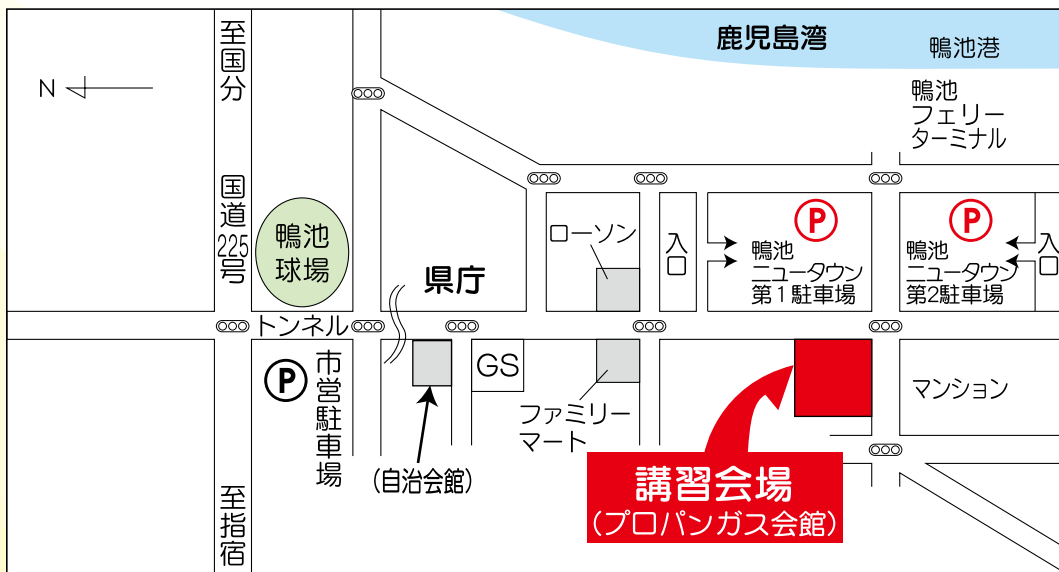 鹿児島湾
鴨池港
鴨池
フェリー
ターミナル
N
至国分
国道
225
号
鴨池
球場
県庁
ローソン
入口
P
鴨池
ニュータウン
第1駐車場
P
鴨池
ニュータウン
第2駐車場
入口
トンネル
P
市営駐車場
GS
ファミリー
マート
マンション
(自治会館)
講習会場
(プロパンガス会館)
至指宿